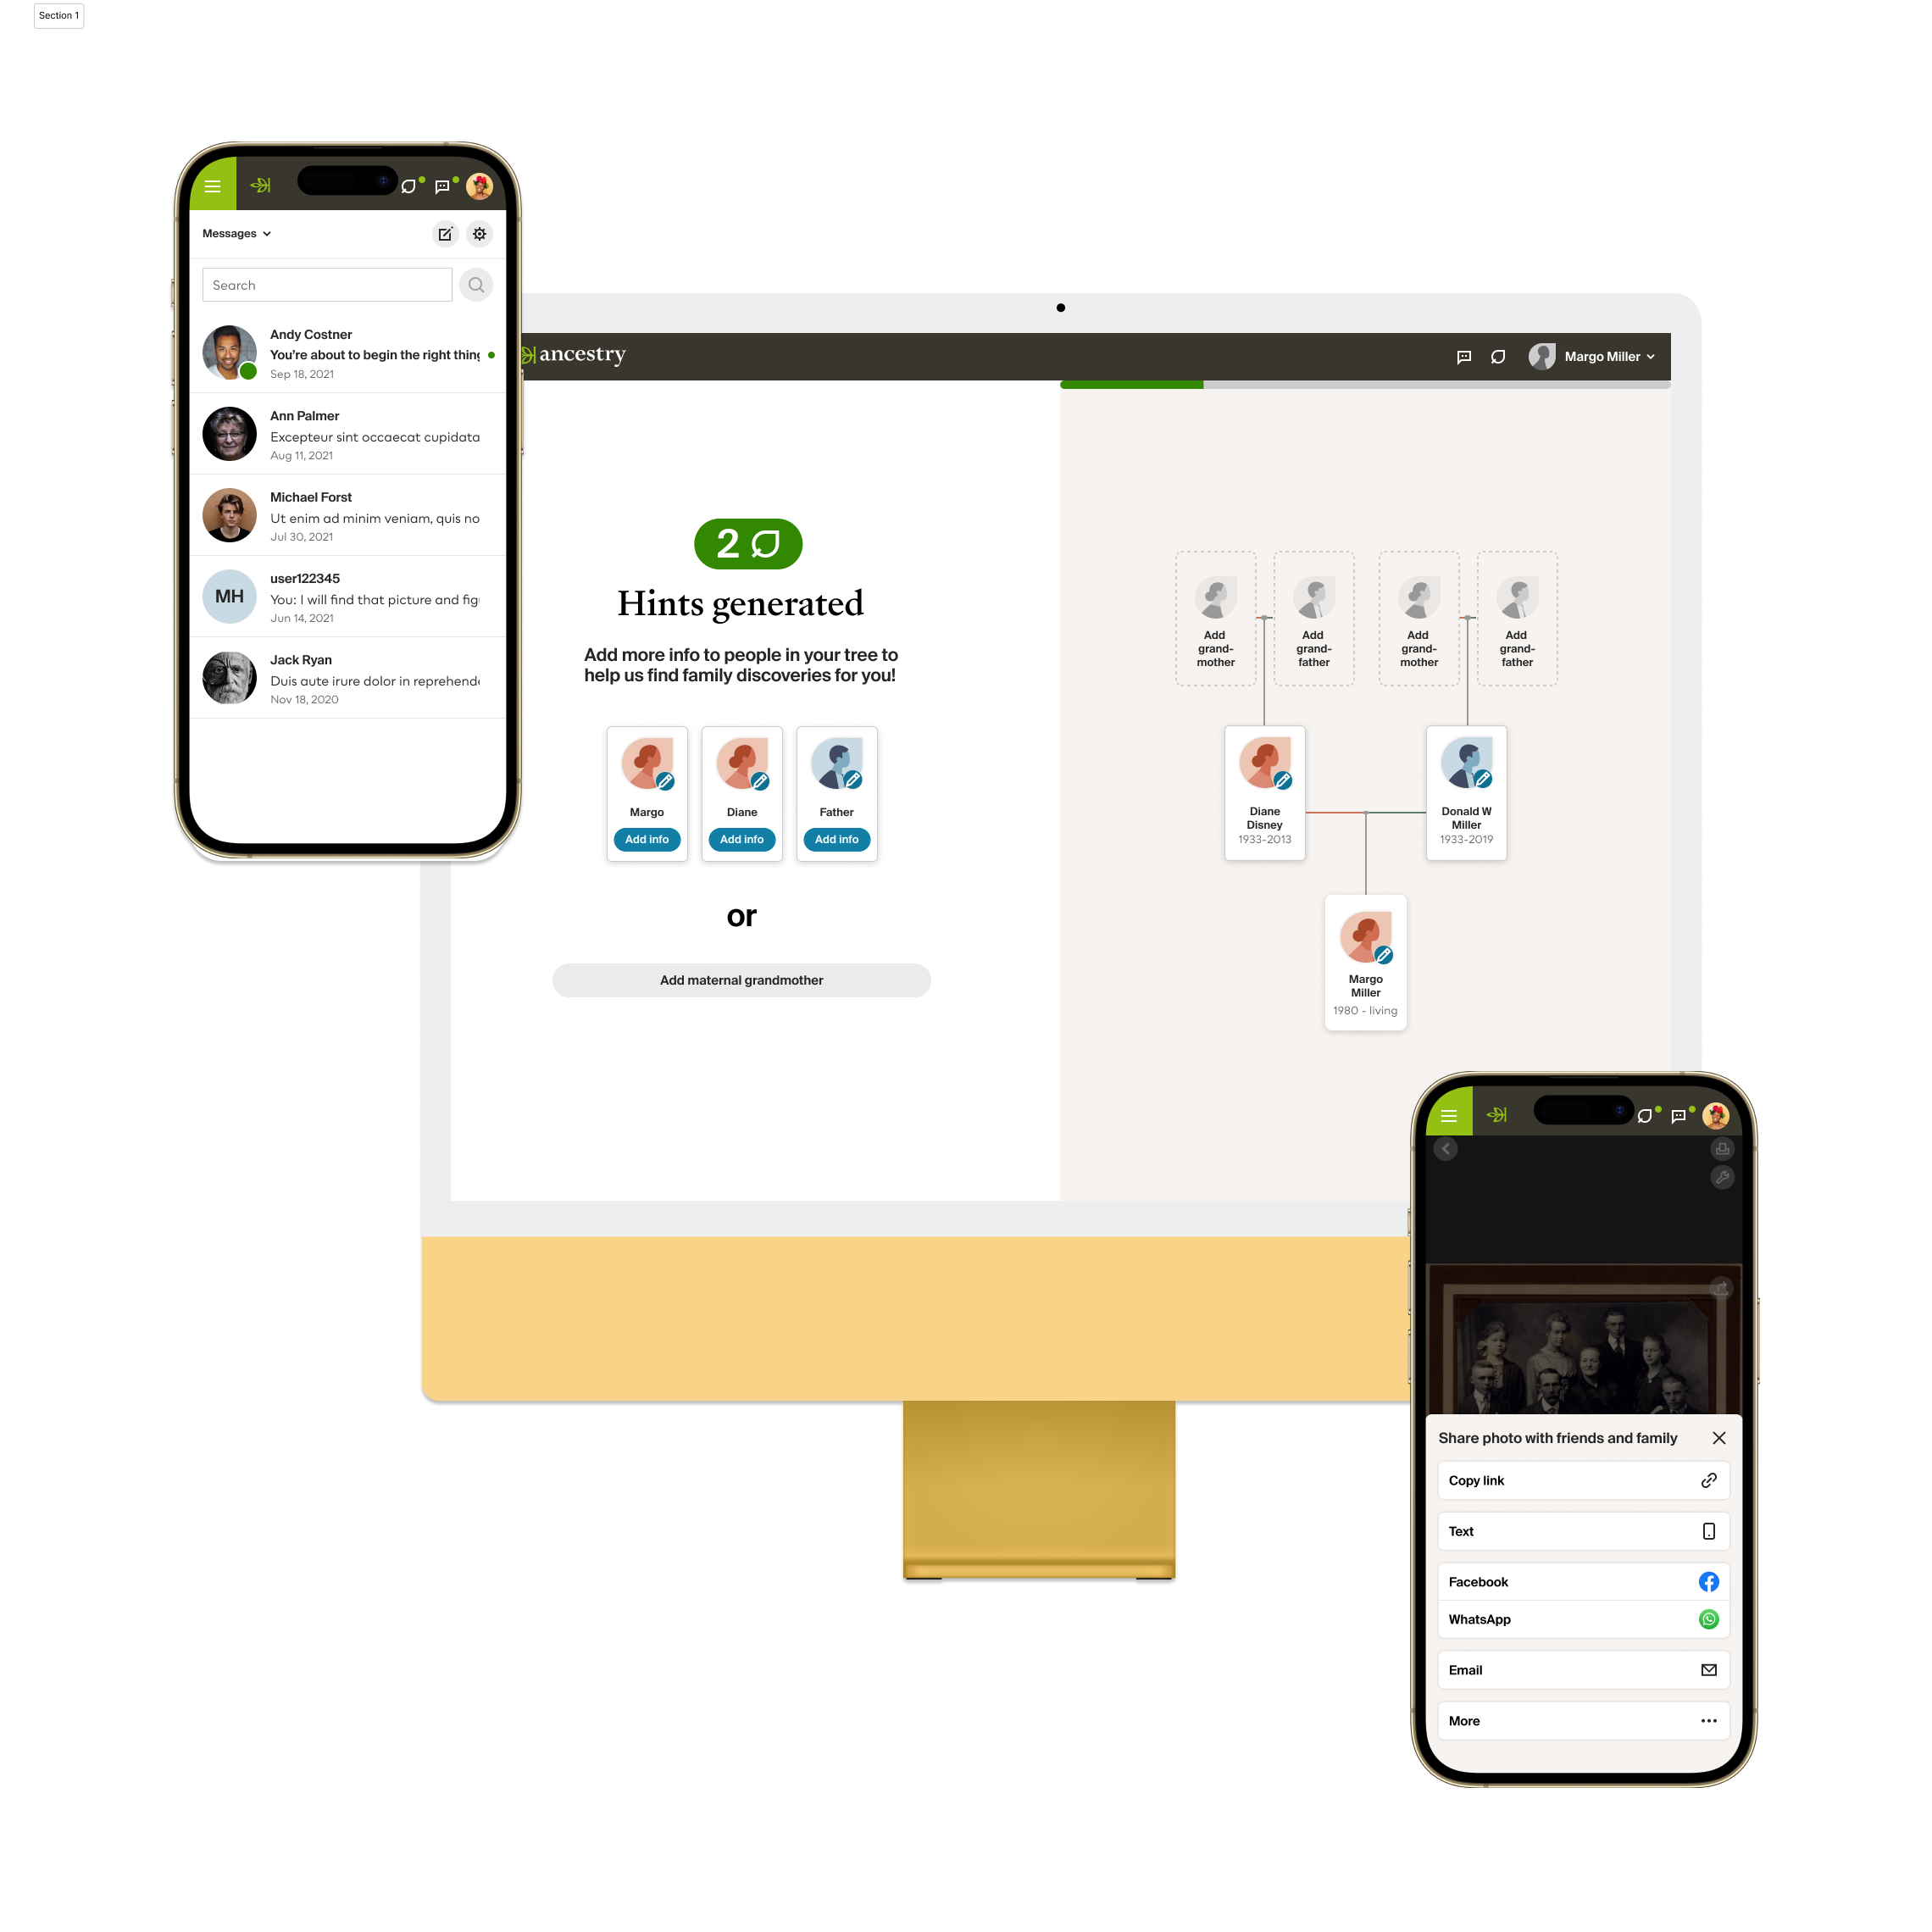 Section 1
Messages
Search
Andy Costner
You're about to begin the right thing
Sep 18, 2021
Ann Palmer
Excepteur sint occaecat cupidata
Aug 11, 2021
Michael Forst
Ut enim ad minim veniam, quis no
Jul 30, 2021
MH
user122345
You: I will find that picture and figu
Jun 14, 2021
Jack Ryan
Duis aute irure dolor in reprehende
Nov 18, 2020
ancestry
Margo Miller
2
Hints generated
Add more info to people in your tree to
help us find family discoveries for you!
Margo
Add info
Diane
Add info
Father
Add info
or
Add maternal grandmother
Add
grand-
mother
Add
grand-
father
Add
grand-
mother
Add
grand-
father
Diane
Disney
1933-2013
Donald W
Miller
1933-2019
Margo
Miller
1980 - living
Share photo with friends and family
Copy link
Text
Facebook
WhatsApp
Email
More